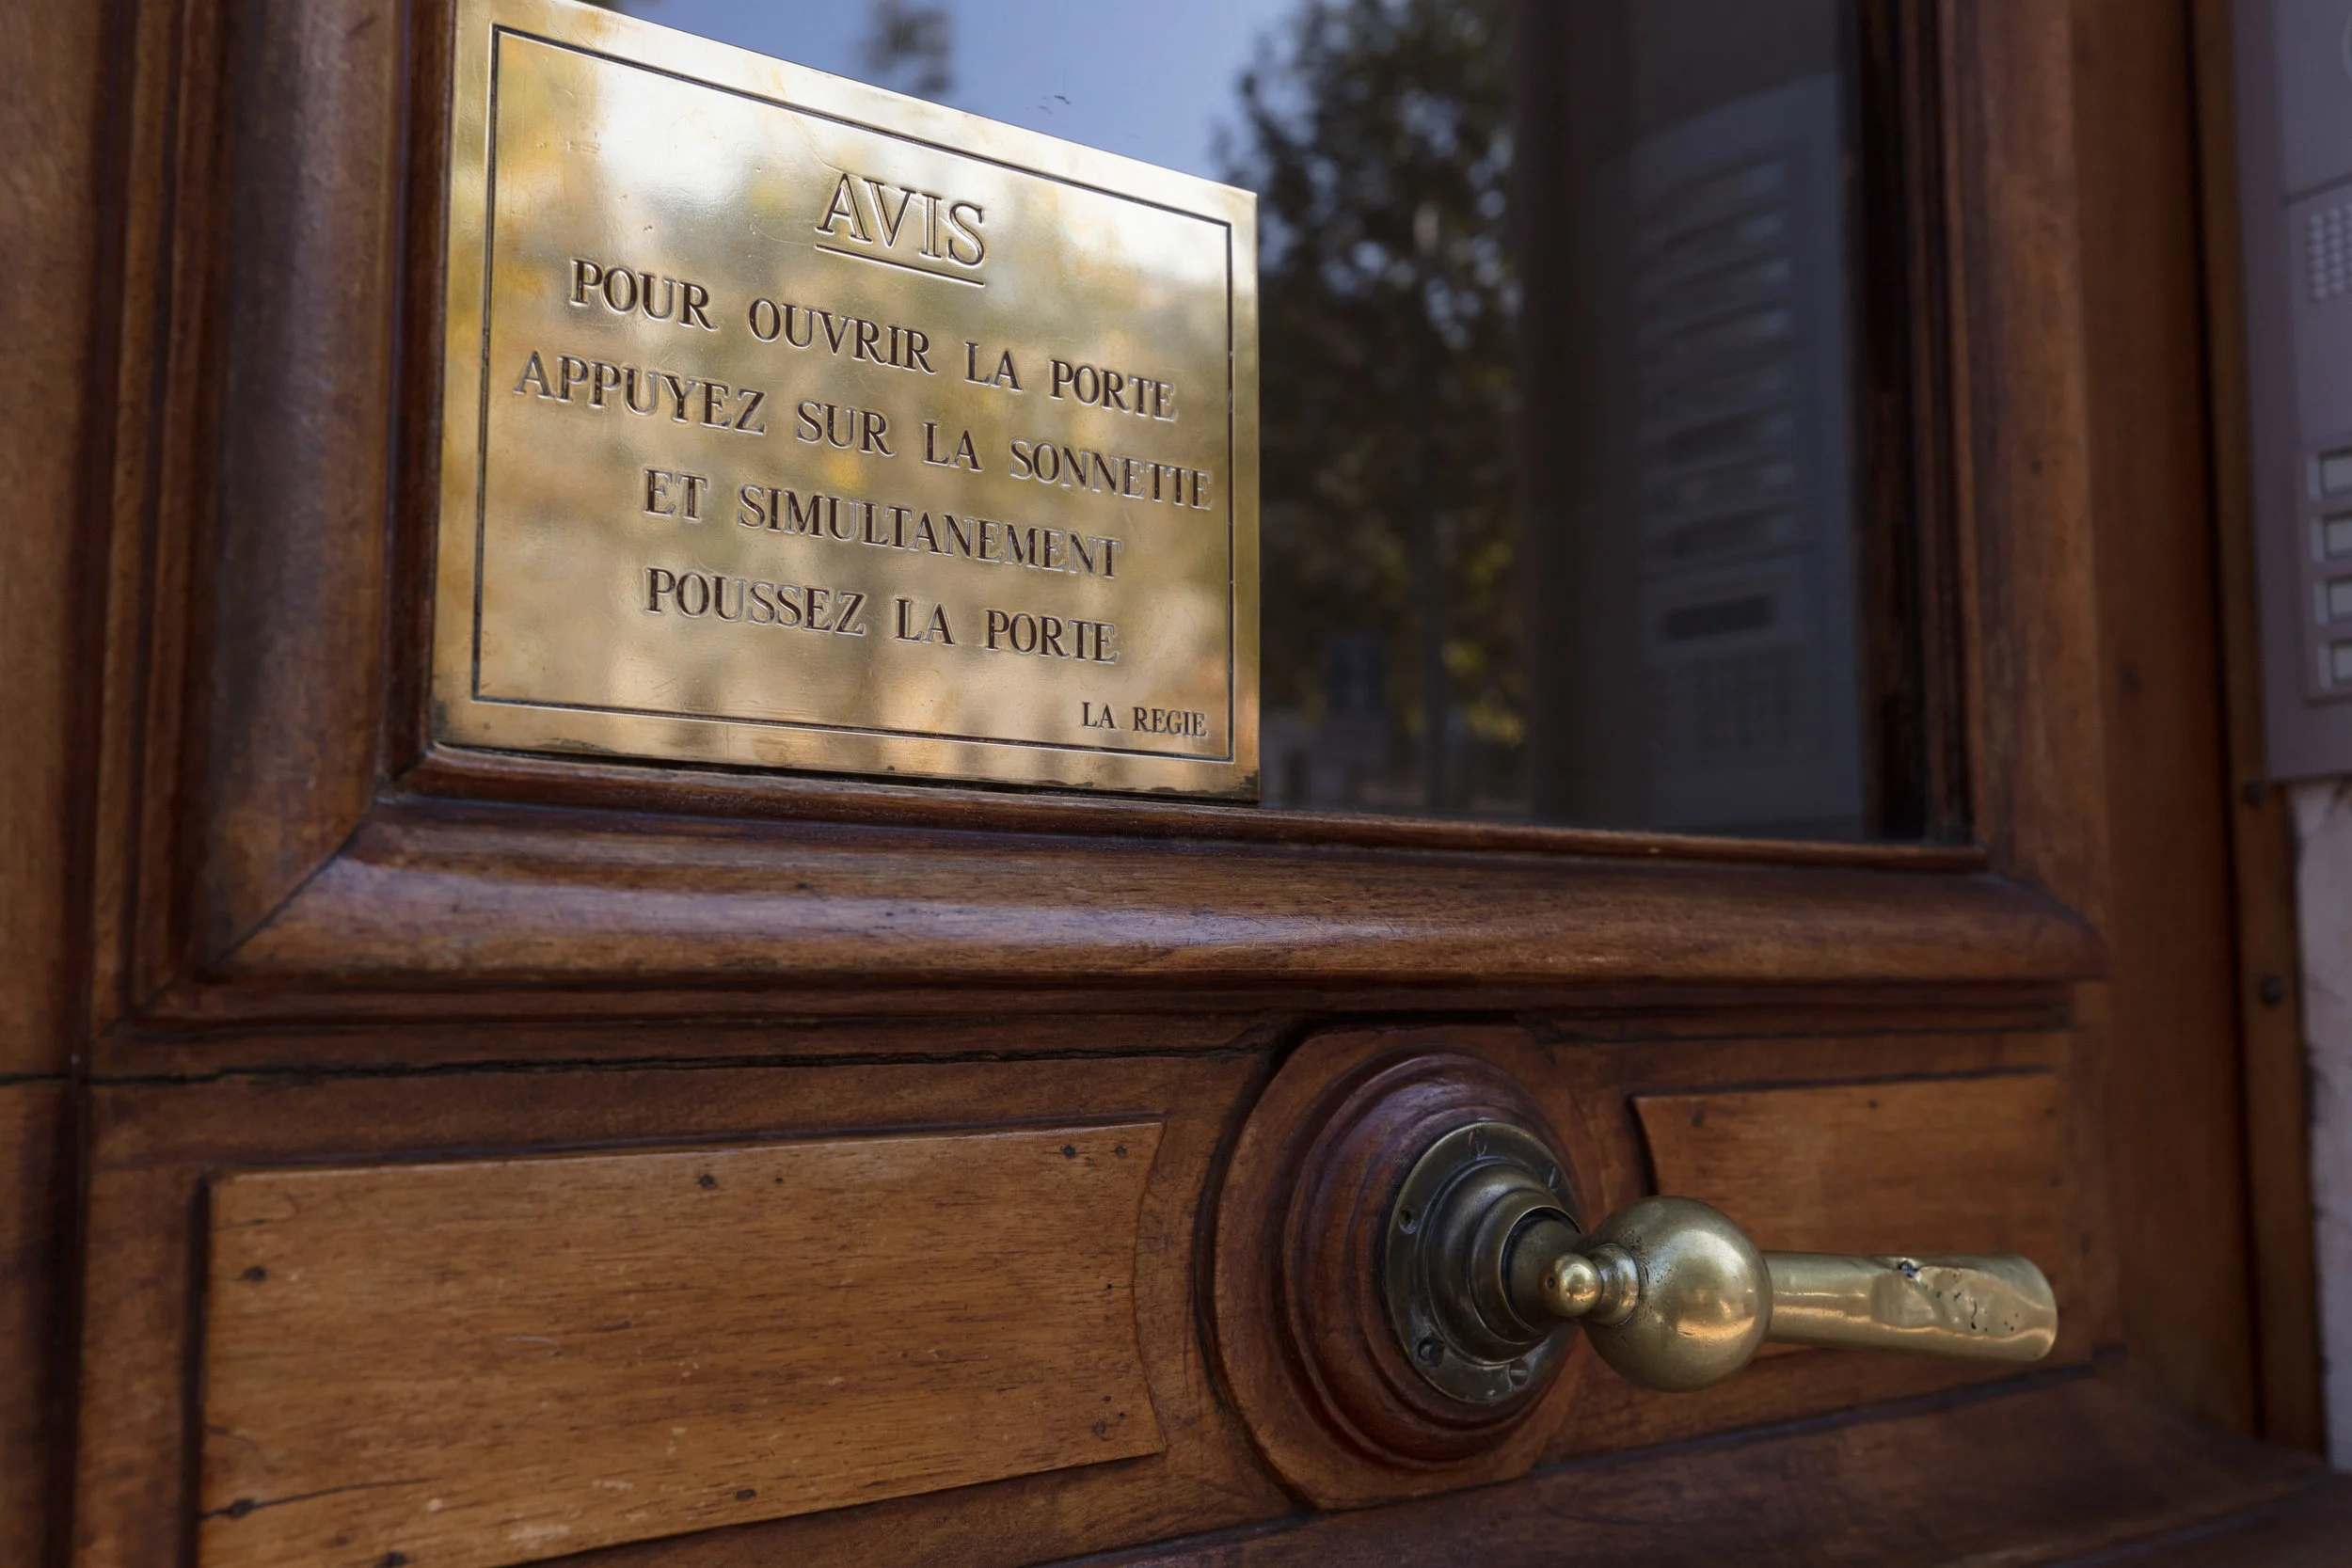 AVIS
POUR OUVRIR LA PORTE
APPUYEZ SUR LA SONNETTE
ET SIMULTANEMENT
POUSSEZ LA PORTE
LA REGIE